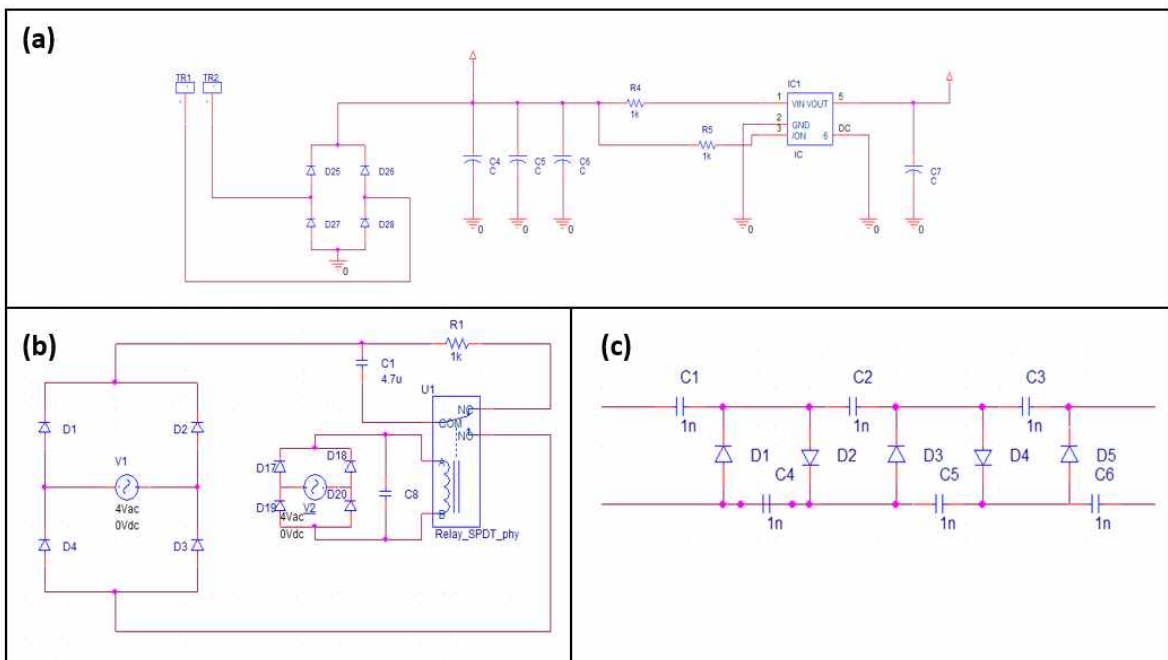 (a)
TR1 TR2
R4
1k
IC1
1 VIN VOUT 5
2 GND
3 ION 6 DC
IC
R5
1k
D25 D26
D27 D28
0
C4
C
C5
C
C6
C
C7
C
0 0 0 0 0 0
(b)
R1
1k
C1
4.7u
U1
NC
COM
NO
D1 D2
V1
4Vac
0Vdc
D4 D3
D17 D18
D19 D20
V2
4Vac
0Vdc
C8
A
B
Relay_SPDT_phy
(c)
C1 C2 C3
1n 1n 1n
D1 D2 D3 D4 D5
C4 C5 C6
1n 1n 1n